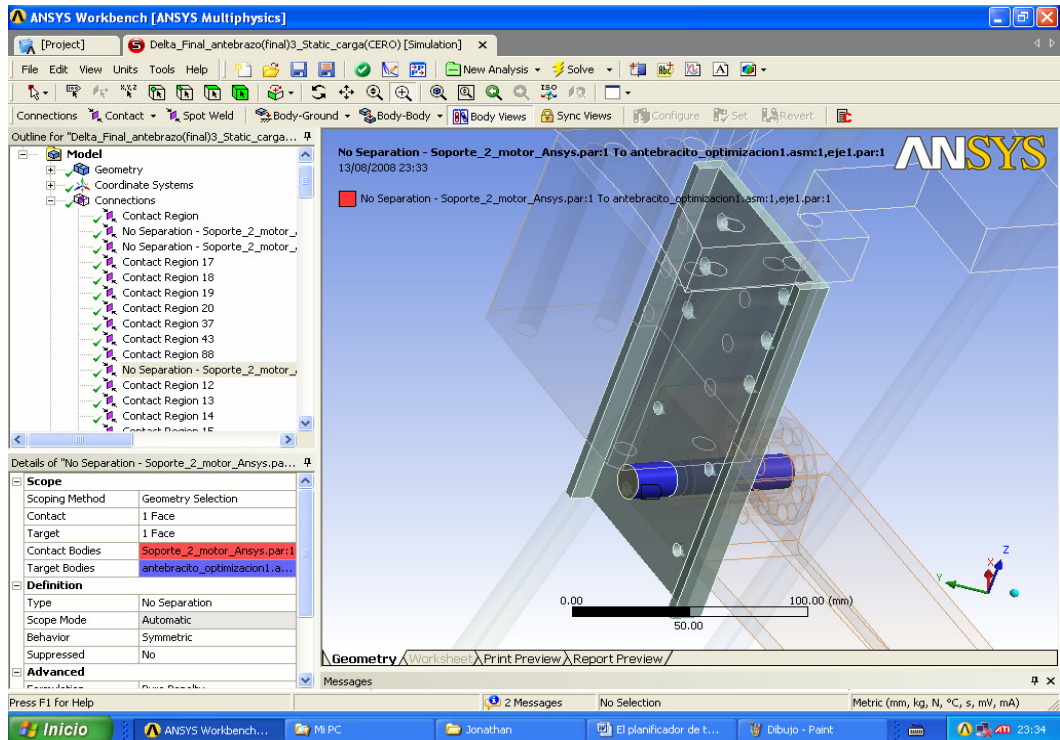 ANSYS Workbench [ANSYS Multiphysics]
[Project] Delta_Final_antebrazo(final)3_Static_carga(CERO) [Simulation]
File Edit View Units Tools Help New Analysis Solve
ISO
Connections Contact Spot Weld Body-Ground Body-Body Body Views Sync Views Configure Set Revert
Outline for "Delta_Final_antebrazo(final)3_Static_carga...
Model
Geometry
Coordinate Systems
Connections
Contact Region
No Separation - Soporte_2_motor_
No Separation - Soporte_2_motor_
Contact Region 17
Contact Region 18
Contact Region 19
Contact Region 20
Contact Region 37
Contact Region 43
Contact Region 88
No Separation - Soporte_2_motor_
Contact Region 12
Contact Region 13
Contact Region 14
Contact Region 15
Details of "No Separation - Soporte_2_motor_Ansys.pa...
Scope
Scoping Method Geometry Selection
Contact 1 Face
Target 1 Face
Contact Bodies Soporte_2_motor_Ansys.par:1
Target Bodies antebracito_optimizacion1.a...
Definition
Type No Separation
Scope Mode Automatic
Behavior Symmetric
Suppressed No
Advanced
Formulation Pure Penalty
No Separation - Soporte_2_motor_Ansys.par:1 To antebracito_optimizacion1.asm:1,eje1.par:1
13/08/2008 23:33
No Separation - Soporte_2_motor_Ansys.par:1 To antebracito_optimizacion1.asm:1,eje1.par:1
ANSYS
Z
X
Y
0.00 100.00 (mm)
50.00
Geometry Worksheet Print Preview Report Preview
Messages
Press F1 for Help 2 Messages No Selection Metric (mm, kg, N, °C, s, mV, mA)
Inicio ANSYS Workbench... Mi PC Jonathan El planificador de t... Dibujo - Paint 23:34